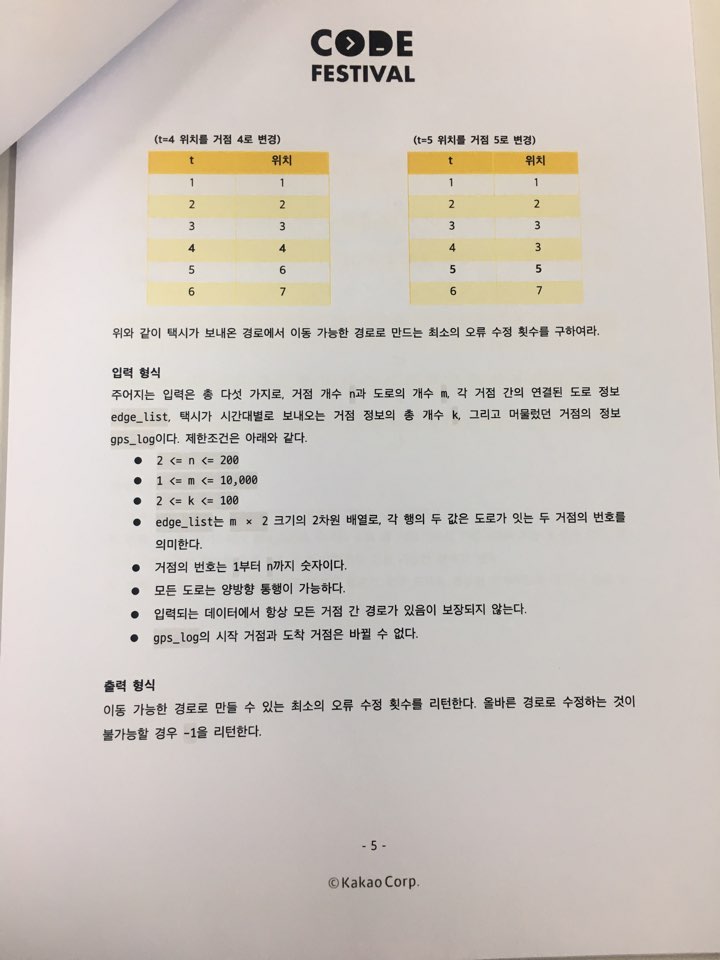 CODE
FESTIVAL
(t=4 위치를 거점 4로 변경) (t=5 위치를 거점 5로 변경)
t 위치 t 위치
1 1 1 1
2 2 2 2
3 3 3 3
4 4 4 3
5 6 5 5
6 7 6 7
위와 같이 택시가 보내온 경로에서 이동 가능한 경로로 만드는 최소의 오류 수정 횟수를 구하여라.
입력 형식
주어지는 입력은 총 다섯 가지로, 거점 개수 n과 도로의 개수 m, 각 거점 간의 연결된 도로 정보
edge_list, 택시가 시간대별로 보내오는 거점 정보의 총 개수 k, 그리고 머물렀던 거점의 정보
gps_log이다. 제한조건은 아래와 같다.
● 2 <= n <= 200
● 1 <= m <= 10,000
● 2 <= k <= 100
● edge_list는 m × 2 크기의 2차원 배열로, 각 행의 두 값은 도로가 잇는 두 거점의 번호를
의미한다.
● 거점의 번호는 1부터 n까지 숫자이다.
● 모든 도로는 양방향 통행이 가능하다.
● 입력되는 데이터에서 항상 모든 거점 간 경로가 있음이 보장되지 않는다.
● gps_log의 시작 거점과 도착 거점은 바뀔 수 없다.
출력 형식
이동 가능한 경로로 만들 수 있는 최소의 오류 수정 횟수를 리턴한다. 올바른 경로로 수정하는 것이
불가능할 경우 -1을 리턴한다.
- 5 -
©Kakao Corp.